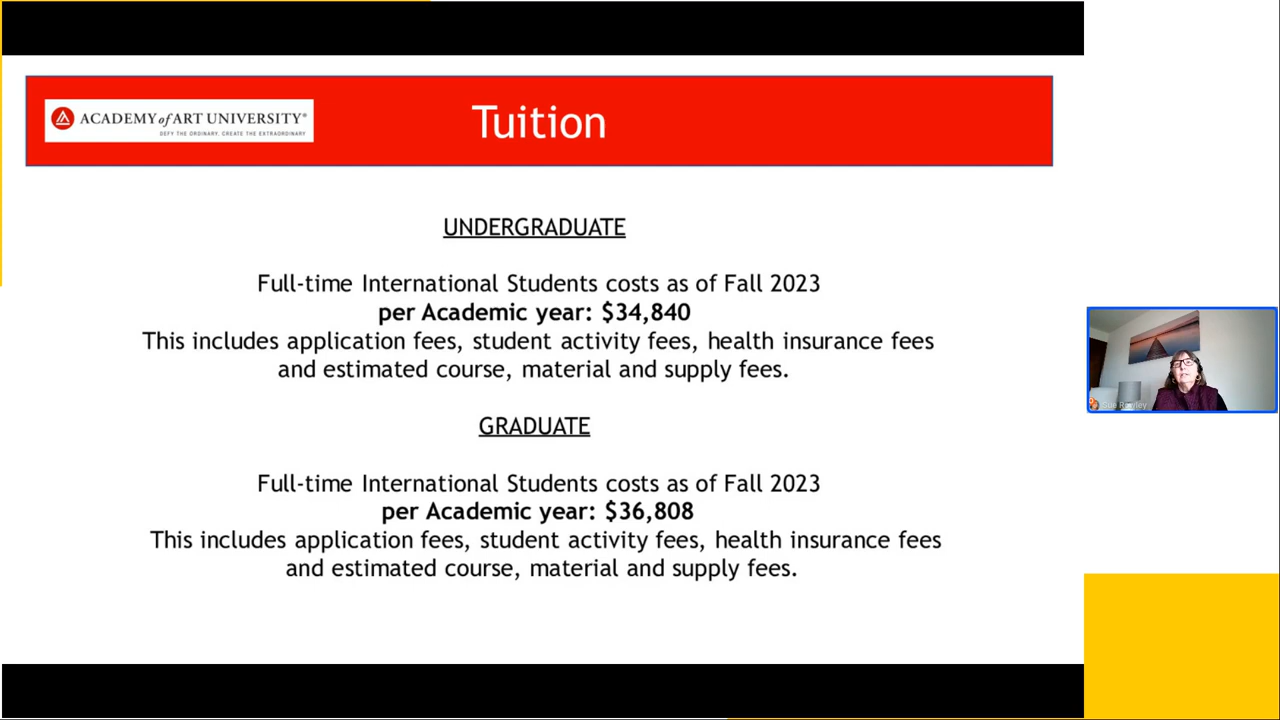 ACADEMY of ART UNIVERSITY®
DEFY THE ORDINARY. CREATE THE EXTRAORDINARY
Tuition
UNDERGRADUATE
Full-time International Students costs as of Fall 2023
per Academic year: $34,840
This includes application fees, student activity fees, health insurance fees
and estimated course, material and supply fees.
GRADUATE
Full-time International Students costs as of Fall 2023
per Academic year: $36,808
This includes application fees, student activity fees, health insurance fees
and estimated course, material and supply fees.
Sue